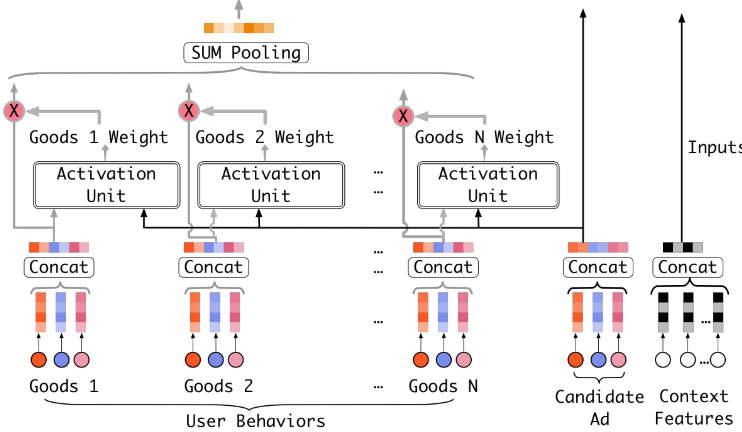 SUM Pooling
X X X
Goods 1 Weight Goods 2 Weight Goods N Weight
Inputs
Activation Unit Activation Unit ... Activation Unit
...
...
Concat Concat ... Concat Concat Concat
... ...
...
Goods 1 Goods 2 ... Goods N
User Behaviors
Candidate Ad
Context Features